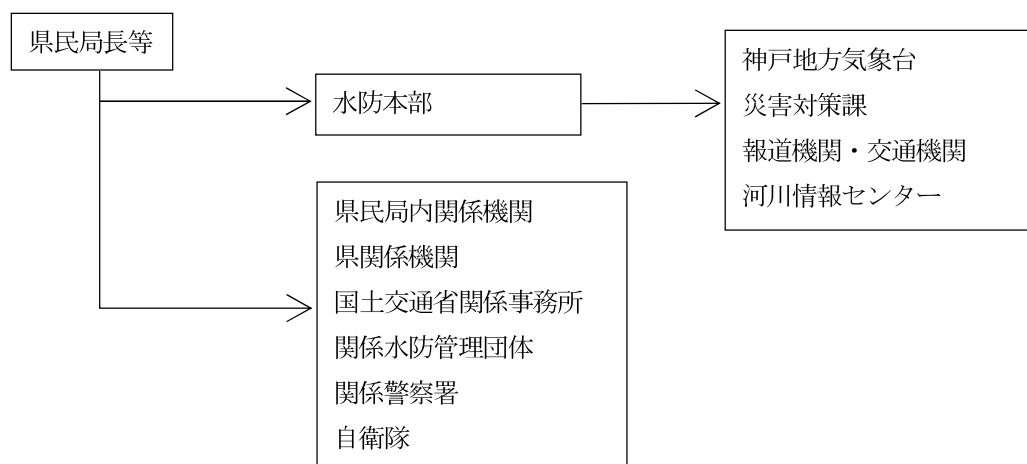 県民局長等
水防本部
神戸地方気象台
災害対策課
報道機関・交通機関
河川情報センター
県民局内関係機関
県関係機関
国土交通省関係事務所
関係水防管理団体
関係警察署
自衛隊